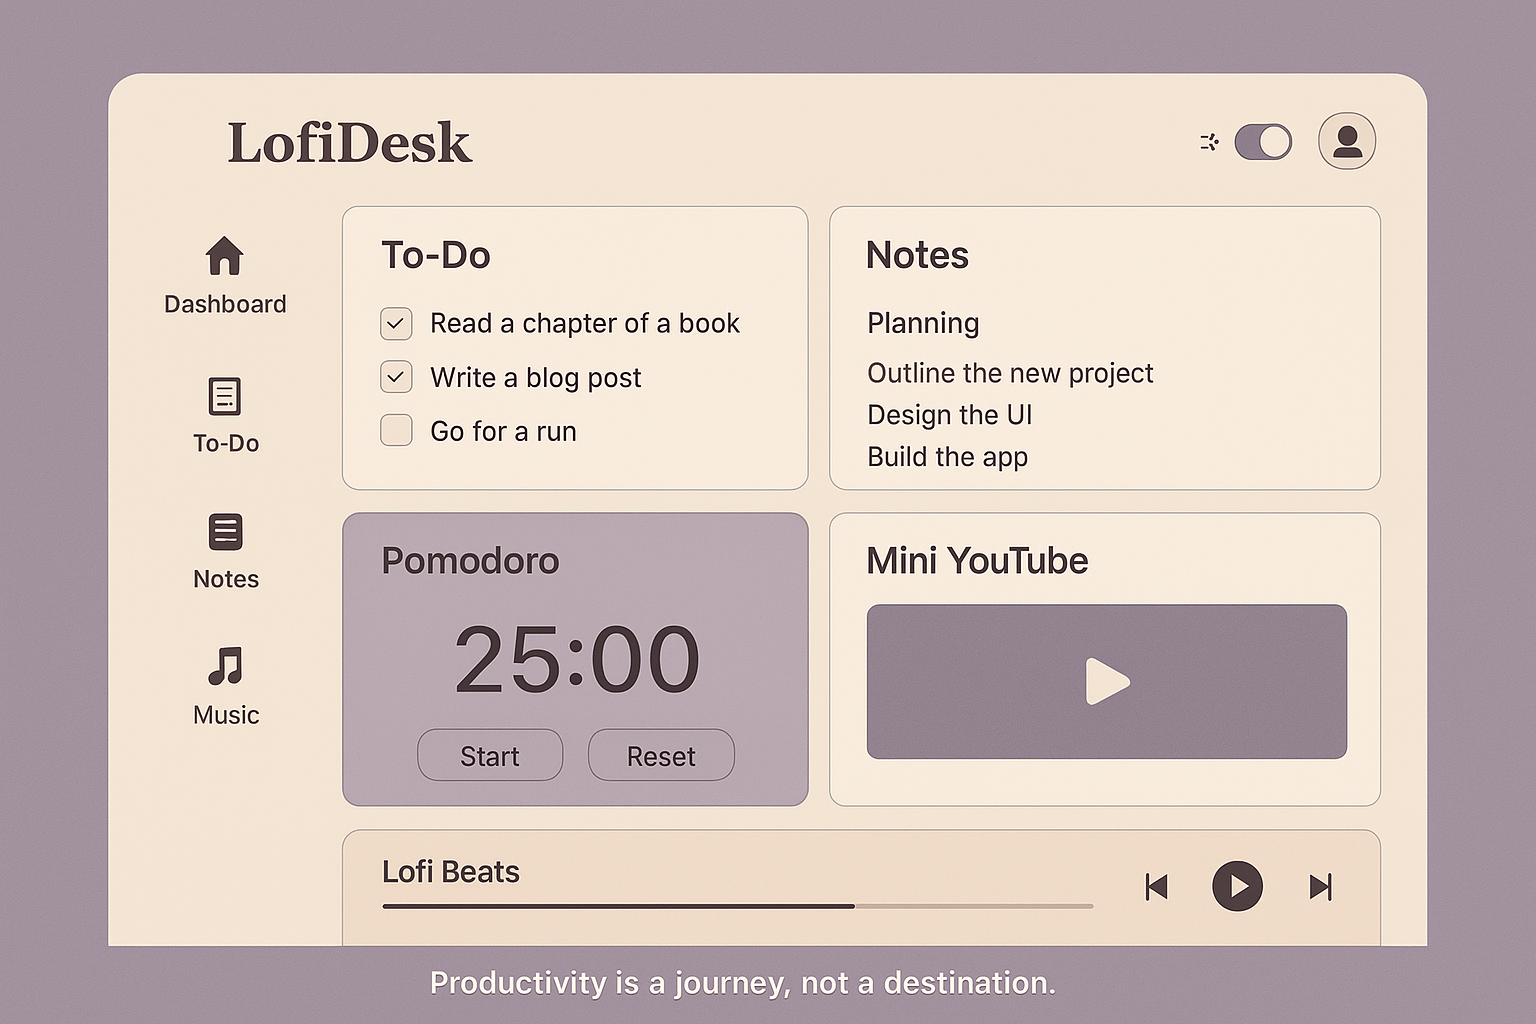 LofiDesk
Dashboard
To-Do
Notes
Music
To-Do
Read a chapter of a book
Write a blog post
Go for a run
Notes
Planning
Outline the new project
Design the UI
Build the app
Pomodoro
25:00
Start
Reset
Mini YouTube
Lofi Beats
Productivity is a journey, not a destination.